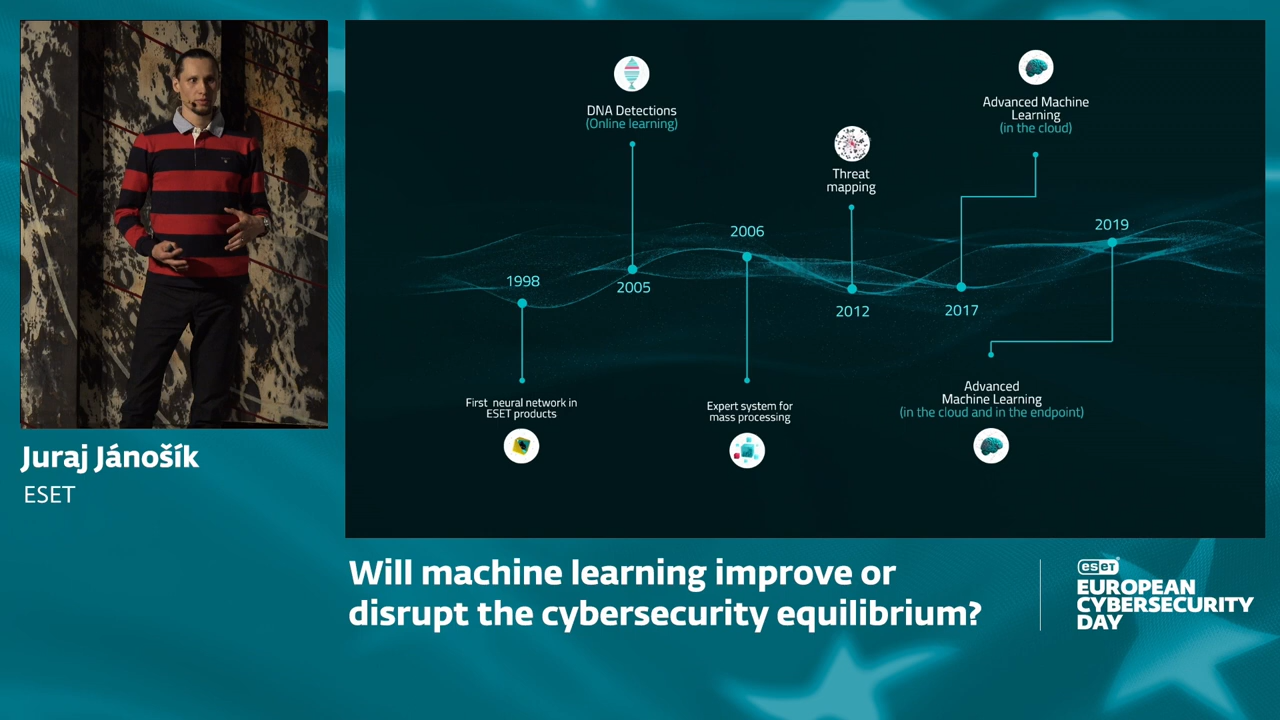 DNA Detections
(Online learning)
Advanced Machine
Learning
(in the cloud)
Threat
mapping
1998
2005
2006
2012
2017
2019
First neural network in
ESET products
Expert system for
mass processing
Advanced
Machine Learning
(in the cloud and in the endpoint)
Juraj Jánošík
ESET
Will machine learning improve or
disrupt the cybersecurity equilibrium?
eset
EUROPEAN
CYBERSECURITY
DAY